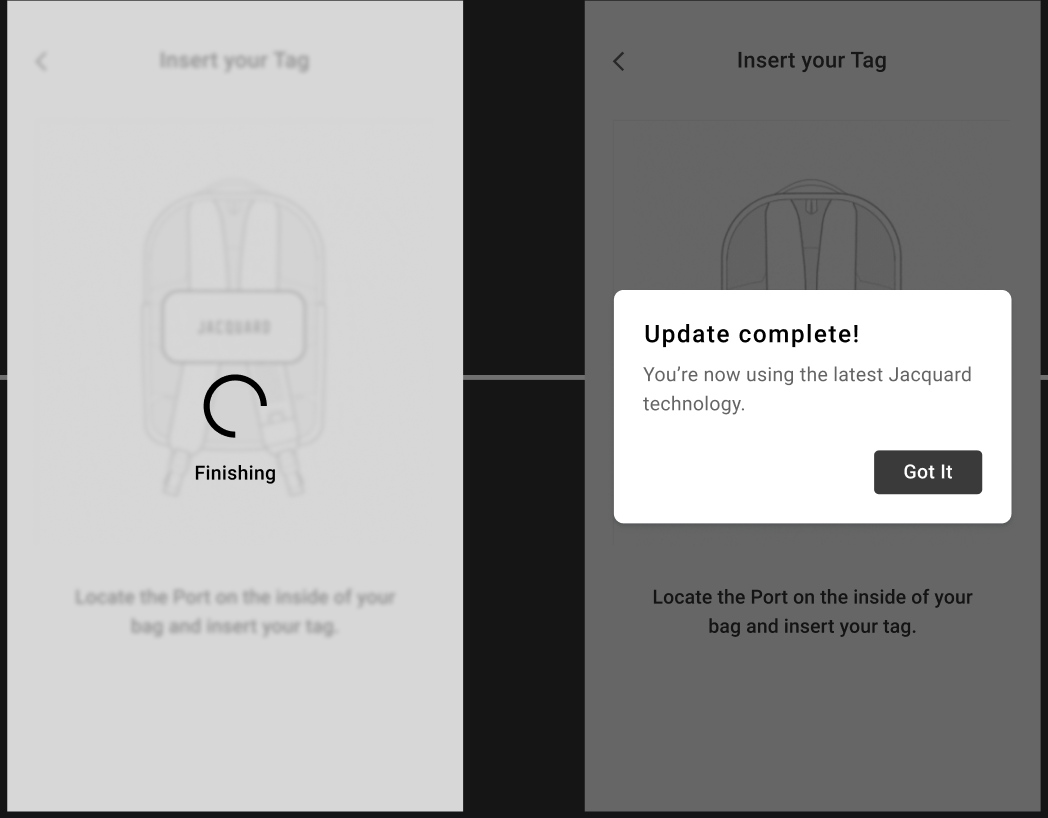 Insert your Tag
JACQUARD
Finishing
Locate the Port on the inside of your
bag and insert your tag.
Insert your Tag
Update complete!
You’re now using the latest Jacquard
technology.
Got It
Locate the Port on the inside of your
bag and insert your tag.